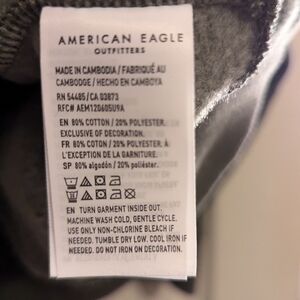 AMERICAN EAGLE
OUTFITTERS
MADE IN CAMBODIA / FABRIQUÉ AU
CAMBODGE / HECHO EN CAMBOYA
RN 54485/CA 03873
RFC# AEM120605U9A
EN 80% COTTON / 20% POLYESTER.
EXCLUSIVE OF DECORATION.
FR 80% COTON / 20% POLYESTER. À
L'EXCEPTION DE LA GARNITURE.
SP 80% algodón / 20% poliéster.
EN TURN GARMENT INSIDE OUT.
MACHINE WASH COLD, GENTLE CYCLE.
USE ONLY NON-CHLORINE BLEACH IF
NEEDED. TUMBLE DRY LOW. COOL IRON IF
NEEDED. DO NOT IRON ON DECORATION.